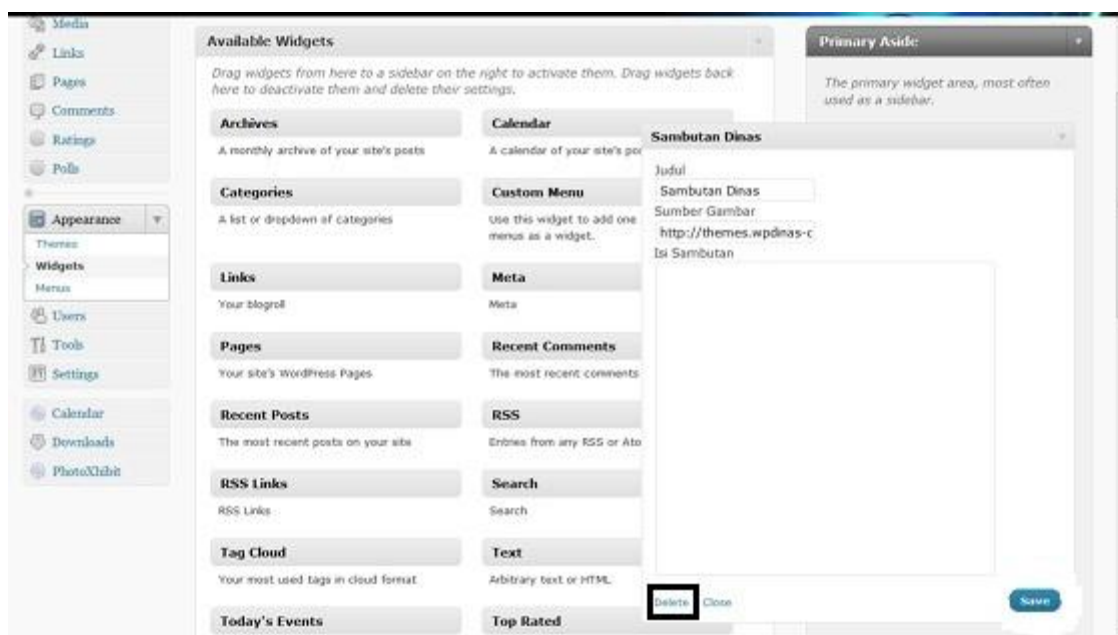 Media
Links
Pages
Comments
Ratings
Polls
Appearance
Themes
Widgets
Menus
Users
Tools
Settings
Calendar
Downloads
PhotoXhibit
Available Widgets
Drag widgets from here to a sidebar on the right to activate them. Drag widgets back
here to deactivate them and delete their settings.
Archives
A monthly archive of your site's posts
Calendar
A calendar of your site's po
Categories
A list or dropdown of categories
Custom Menu
Use this widget to add one
menus as a widget.
Links
Your blogroll
Meta
Meta
Pages
Your site's WordPress Pages
Recent Comments
The most recent comments
Recent Posts
The most recent posts on your site
RSS
Entries from any RSS or Ato
RSS Links
RSS Links
Search
Search
Tag Cloud
Your most used tags in cloud format
Text
Arbitrary text or HTML
Today's Events
Top Rated
Primary Aside
The primary widget area, most often
used as a sidebar.
Sambutan Dinas
Judul
Sambutan Dinas
Sumber Gambar
http://themes.wpdinas-c
Isi Sambutan
Delete Close
Save